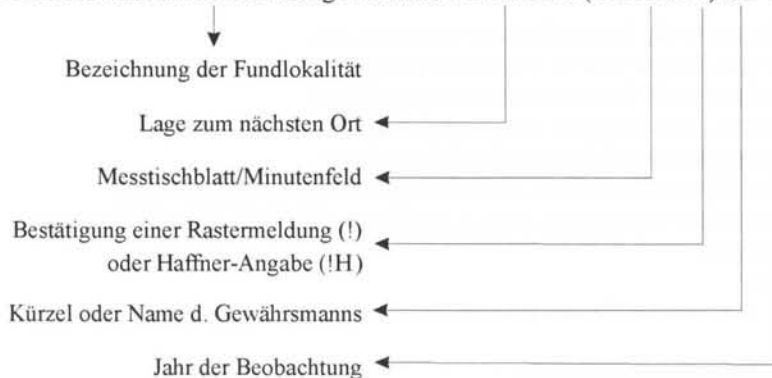 Bezeichnung der Fundlokalität
Lage zum nächsten Ort
Messtischblatt/Minutenfeld
Bestätigung einer Rastermeldung (!)
oder Haffner-Angabe (!H)
Kürzel oder Name d. Gewährsmanns
Jahr der Beobachtung